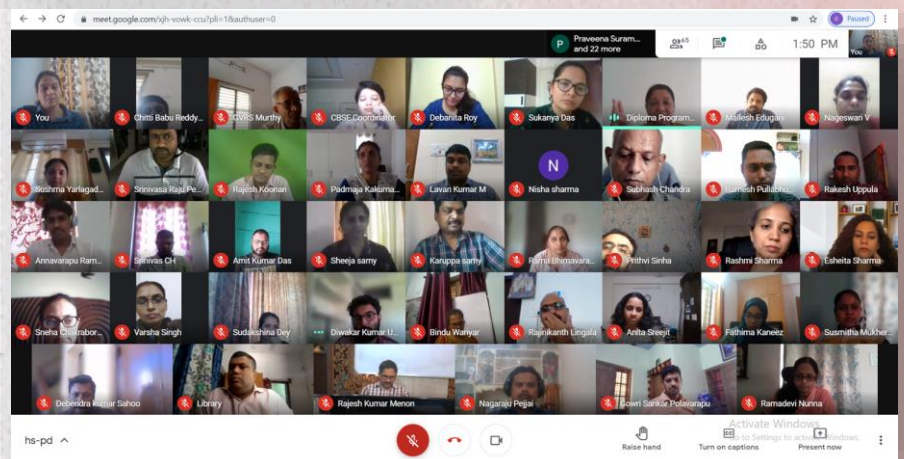 meet.google.com/xjh-vowk-ccu?pli=1&authuser=0
Paused
Praveena Suram...
and 22 more
65
1:50 PM
You
You
Chitti Babu Reddy...
CVRS Murthy
CBSE Coordinator
Debanita Roy
Sukanya Das
Diploma Program...
Mallesh Edugani
Nageswari V
Sushma Yarlagad...
Srinivasa Raju Pe...
Rajesh Koonan
Padmaja Kakuma...
Lavan Kumar M
N
Nisha sharma
Subhash Chandra
Ramesh Pullabh...
Rakesh Uppula
Annavarapu Ram...
Srinivas CH
Amit Kumar Das
Sheeja samy
Karuppa samy
Rama Bhimavara...
Prithvi Sinha
Rashmi Sharma
Esheita Sharma
Sneha Chakrabor...
Varsha Singh
Sudakshina Dey
Diwakar Kumar U...
Bindu Wariyar
Rajinikanth Lingala
Anita Sreejit
Fathima Kaneez
Susmitha Mukher...
Debendra kumar Sahoo
Library
Rajesh Kumar Menon
Nagaraju Pejjai
Gowri Sankar Polavarapu
Ramadevi Nunna
Activate Windows
Go to Settings to activate Windows.
hs-pd
Raise hand
Turn on captions
Present now